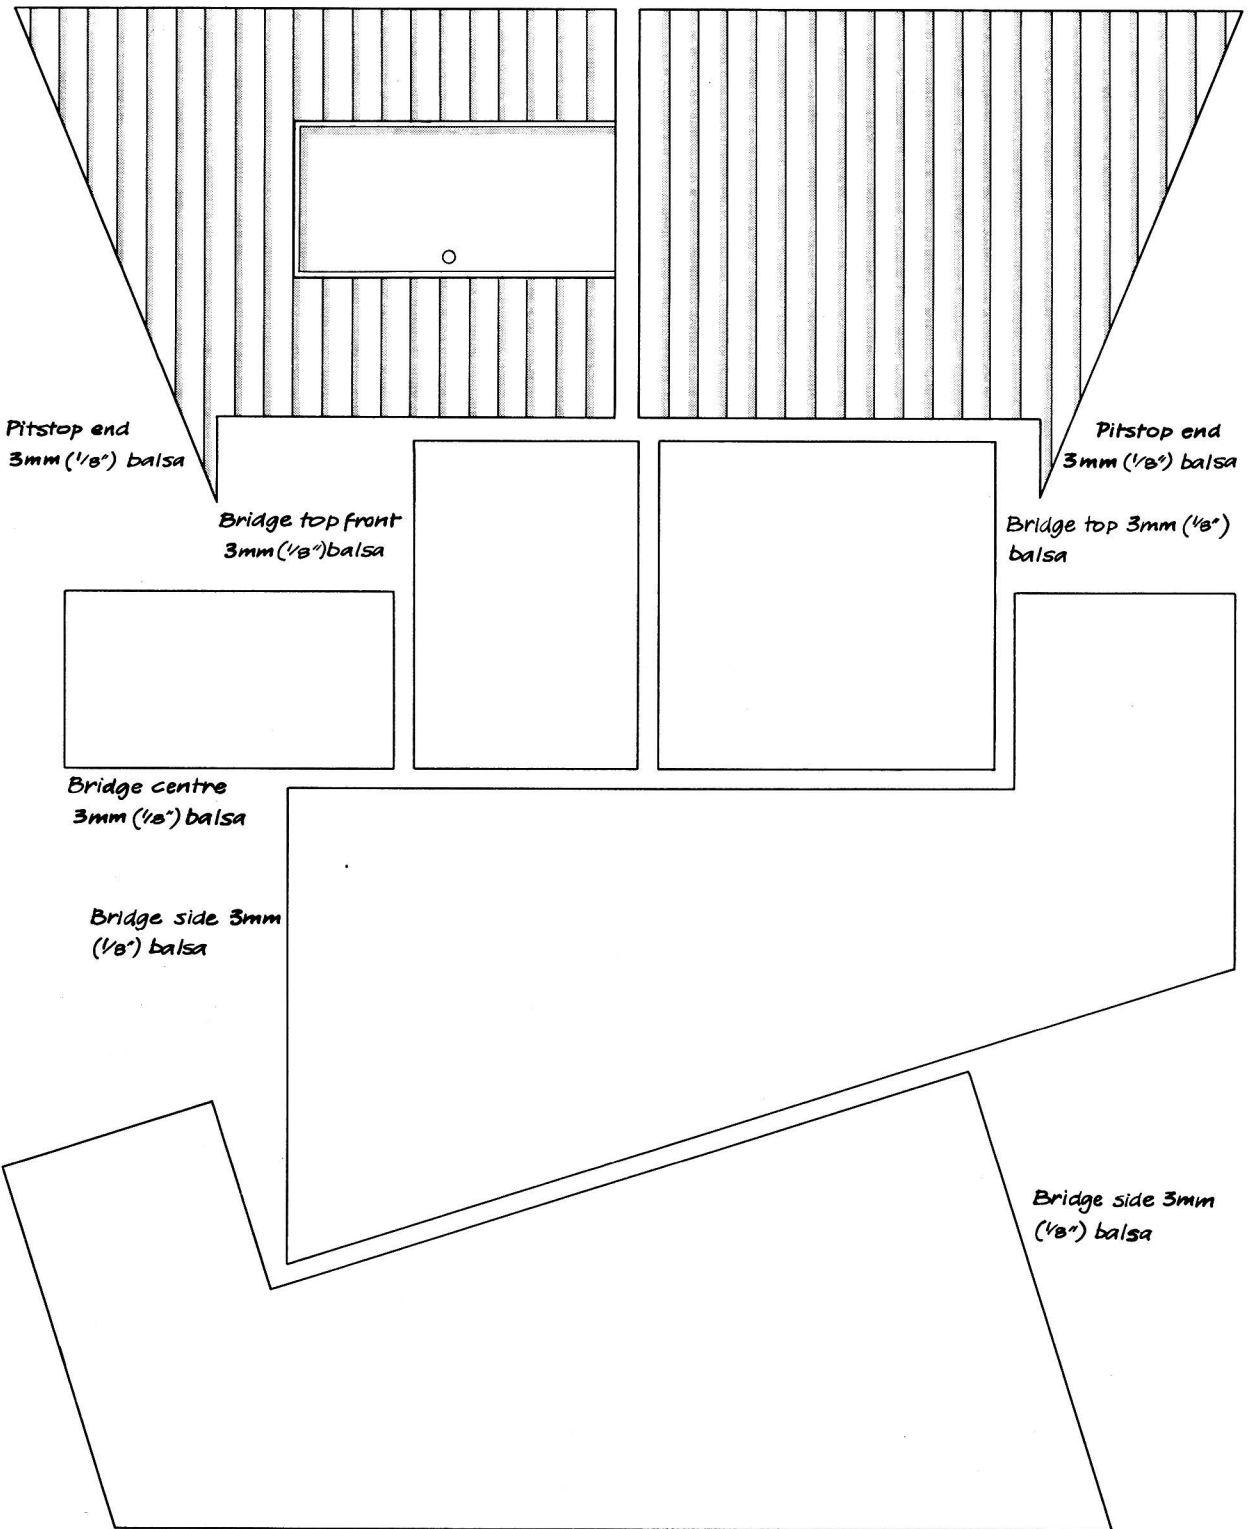 Pitstop end
3mm (1/8") balsa
Pitstop end
3mm (1/8") balsa
Bridge top front
3mm (1/8") balsa
Bridge top 3mm (1/8")
balsa
Bridge centre
3mm (1/8") balsa
Bridge side 3mm
(1/8") balsa
Bridge side 3mm
(1/8") balsa